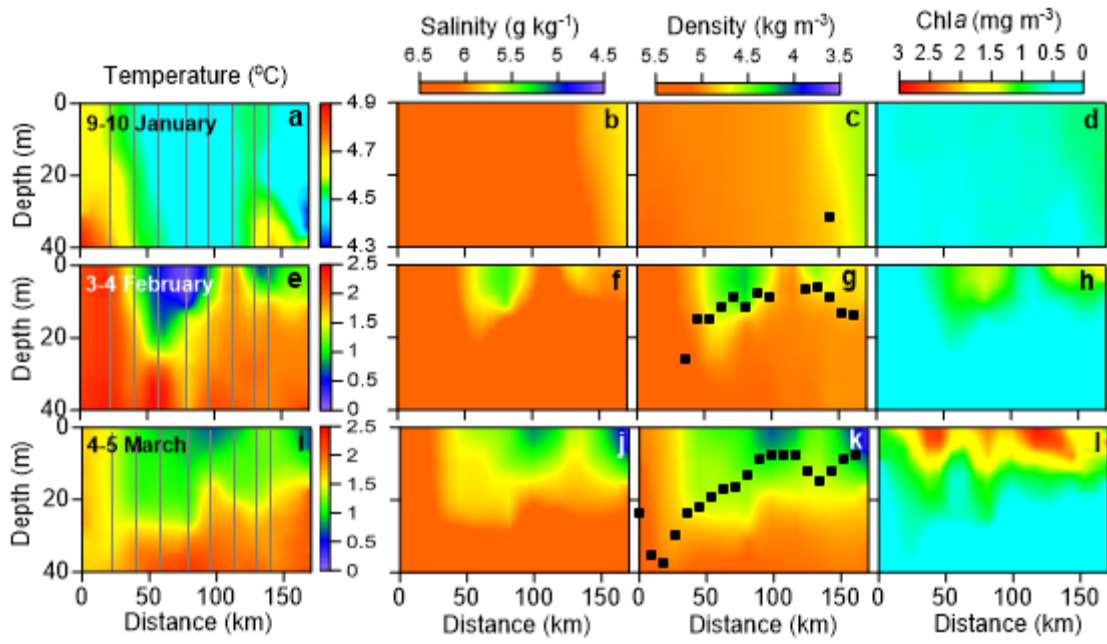 Salinity (g kg⁻¹) Density (kg m⁻³) Chla (mg m⁻³)
6.5 6 5.5 5 4.5 5.5 5 4.5 4 3.5 3 2 1.5 1 0.5 0
Temperature (ºC)
Depth (m) 0 20 40 9-10 January a 4.9 4.7 4.5 4.3 b c d
Depth (m) 0 20 40 3-4 February e 2.5 2 1.5 1 0.5 0 f g h
Depth (m) 0 20 40 4-5 March i 2.5 2 1.5 1 0.5 0 j k l
0 50 100 150 0 50 100 150 0 50 100 150 0 50 100 150
Distance (km) Distance (km) Distance (km) Distance (km)